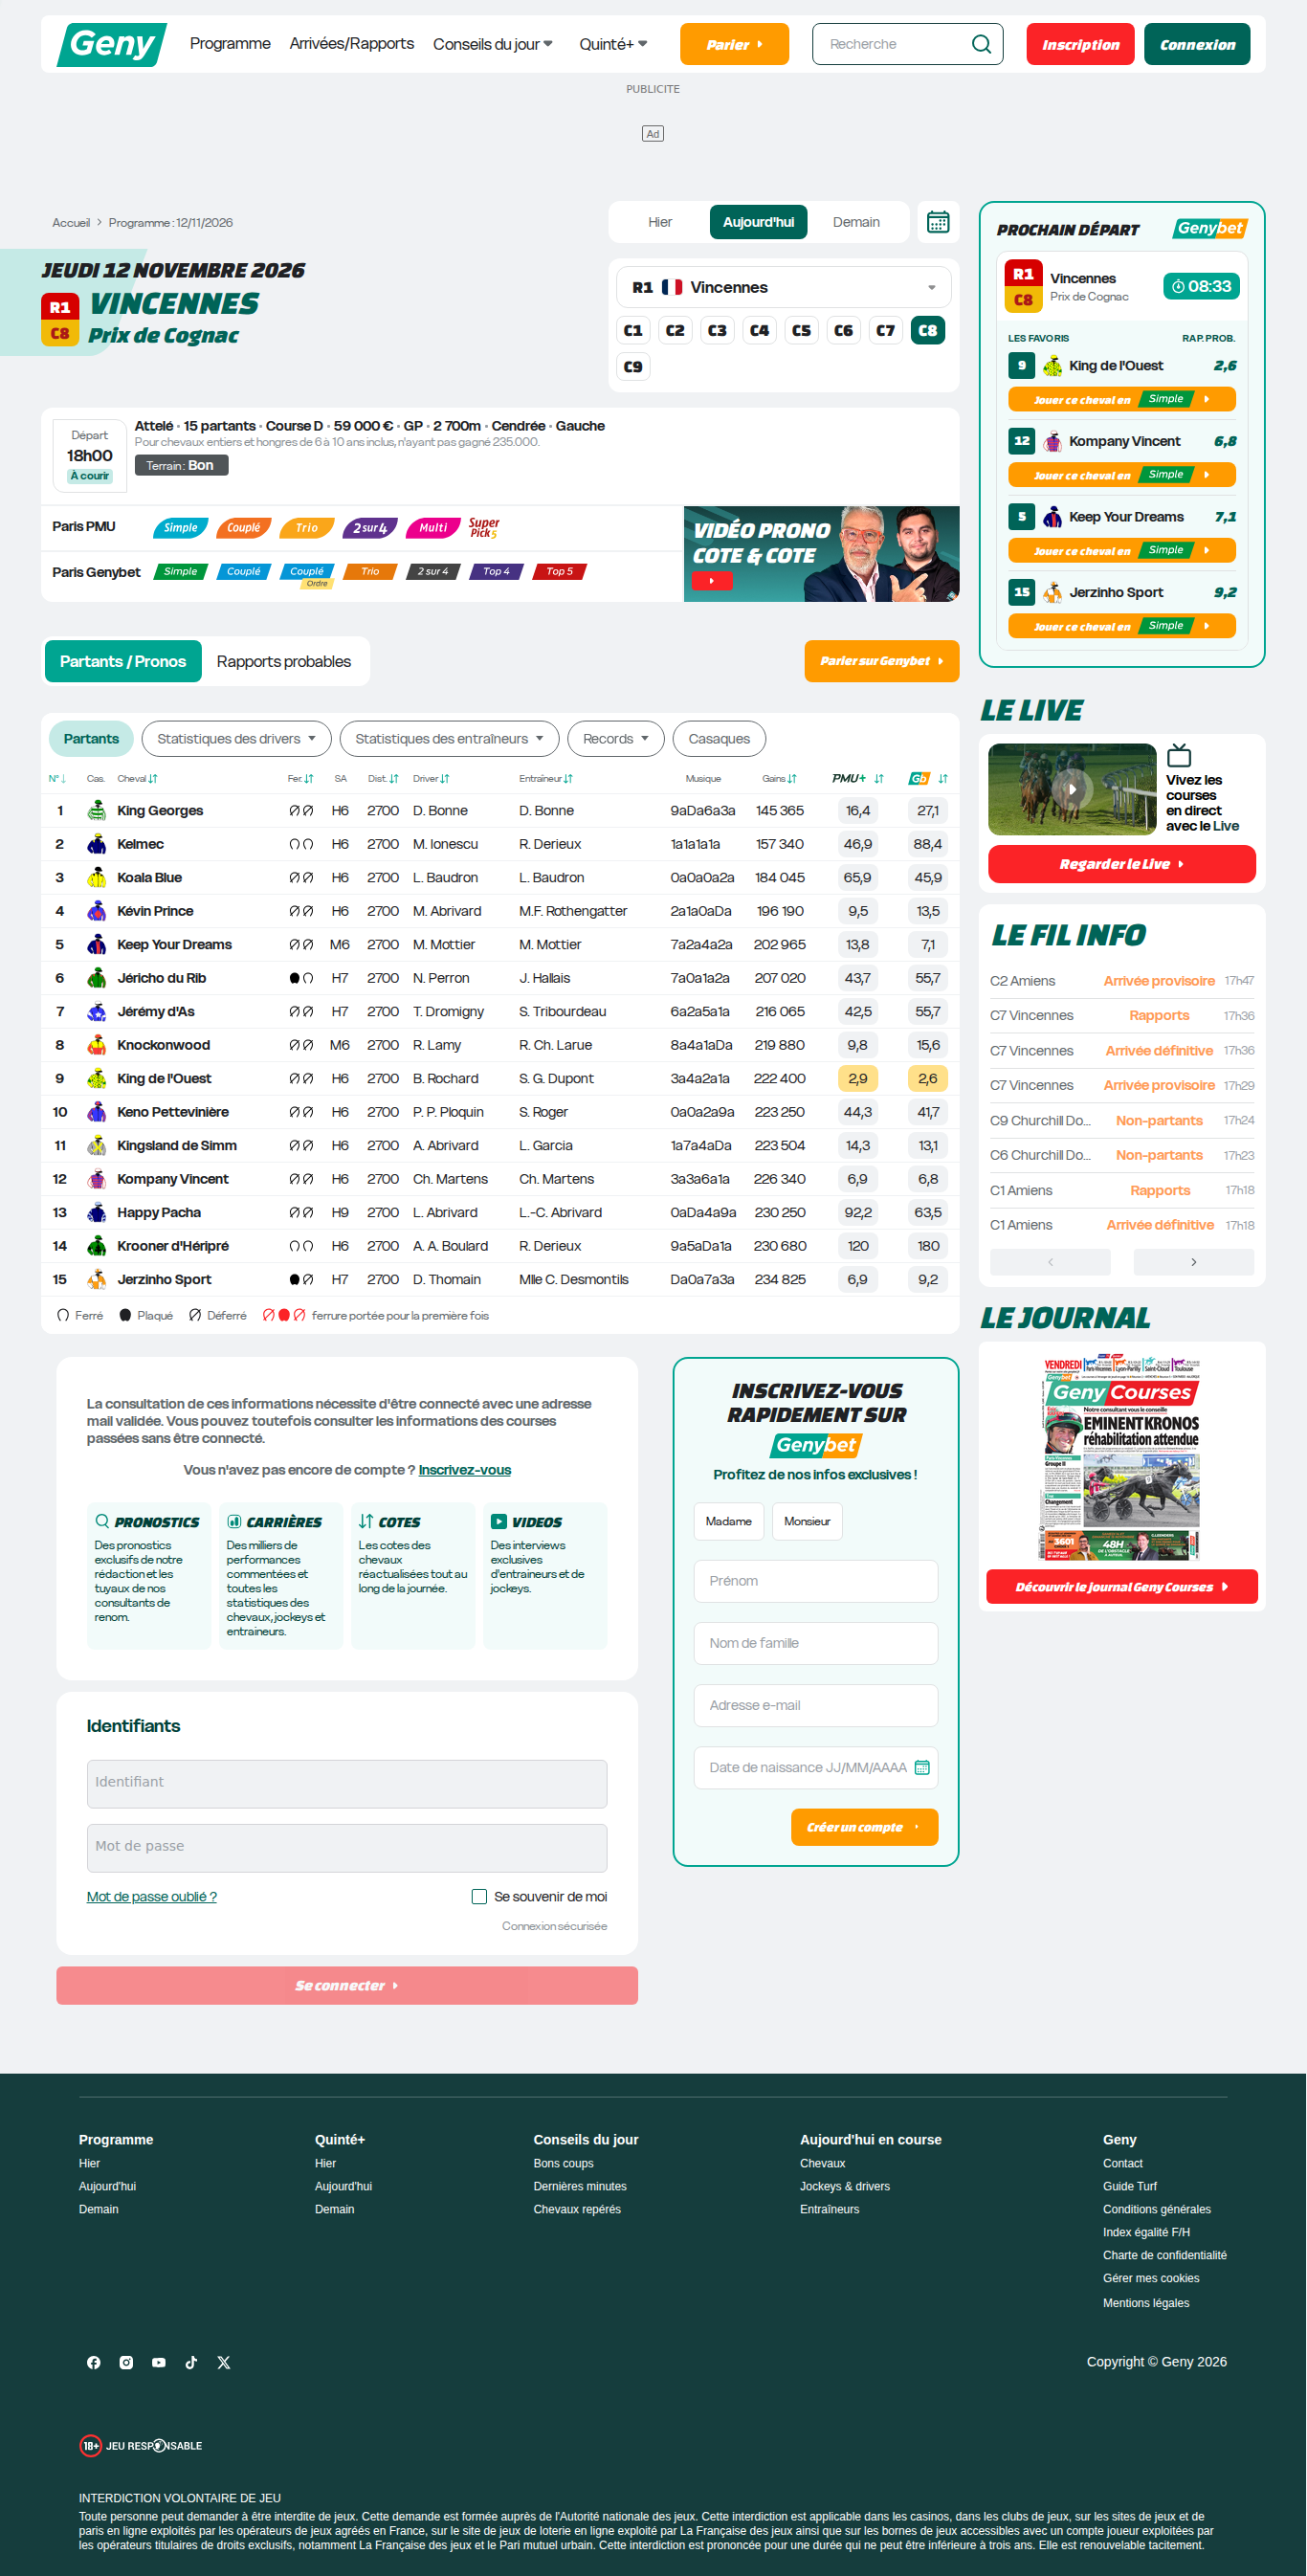 Geny
Programme
Arrivées/Rapports
Conseils du jour
Quinté+
Parier
Recherche
Inscription
Connexion
PUBLICITE
Ad
Accueil > Programme : 12/11/2026
Hier
Aujourd'hui
Demain
JEUDI 12 NOVEMBRE 2026
R1
C8
VINCENNES
Prix de Cognac
R1 Vincennes
C1 C2 C3 C4 C5 C6 C7 C8
C9
Départ
18h00
À courir
Attelé • 15 partants • Course D • 59 000 € • GP • 2 700m • Cendrée • Gauche
Pour chevaux entiers et hongres de 6 à 10 ans inclus, n'ayant pas gagné 235.000.
Terrain : Bon
Paris PMU
Simple Couplé Trio 2 sur 4 Multi Super Pick 5
Paris Genybet
Simple Couplé Couplé Ordre Trio 2 sur 4 Top 4 Top 5
VIDÉO PRONO
COTE & COTE
Partants / Pronos
Rapports probables
Parier sur Genybet
Partants
Statistiques des drivers
Statistiques des entraîneurs
Records
Casaques
N° Cas. Cheval Fer. SA Dist. Driver Entraîneur Musique Gains PMU+ Gb
1 King Georges H6 2700 D. Bonne D. Bonne 9aDa6a3a 145 365 16,4 27,1
2 Kelmec H6 2700 M. Ionescu R. Derieux 1a1a1a1a 157 340 46,9 88,4
3 Koala Blue H6 2700 L. Baudron L. Baudron 0a0a0a2a 184 045 65,9 45,9
4 Kévin Prince H6 2700 M. Abrivard M.F. Rothengatter 2a1a0aDa 196 190 9,5 13,5
5 Keep Your Dreams M6 2700 M. Mottier M. Mottier 7a2a4a2a 202 965 13,8 7,1
6 Jéricho du Rib H7 2700 N. Perron J. Hallais 7a0a1a2a 207 020 43,7 55,7
7 Jérémy d'As H7 2700 T. Dromigny S. Tribourdeau 6a2a5a1a 216 065 42,5 55,7
8 Knockonwood M6 2700 R. Lamy R. Ch. Larue 8a4a1aDa 219 880 9,8 15,6
9 King de l'Ouest H6 2700 B. Rochard S. G. Dupont 3a4a2a1a 222 400 2,9 2,6
10 Keno Pettevinière H6 2700 P. P. Ploquin S. Roger 0a0a2a9a 223 250 44,3 41,7
11 Kingsland de Simm H6 2700 A. Abrivard L. Garcia 1a7a4aDa 223 504 14,3 13,1
12 Kompany Vincent H6 2700 Ch. Martens Ch. Martens 3a3a6a1a 226 340 6,9 6,8
13 Happy Pacha H9 2700 L. Abrivard L.-C. Abrivard 0aDa4a9a 230 250 92,2 63,5
14 Krooner d'Héripré H6 2700 A. A. Boulard R. Derieux 9a5aDa1a 230 680 120 180
15 Jerzinho Sport H7 2700 D. Thomain Mlle C. Desmontils Da0a7a3a 234 825 6,9 9,2
Ferré Plaqué Déferré ferrure portée pour la première fois
La consultation de ces informations nécessite d'être connecté avec une adresse
mail validée. Vous pouvez toutefois consulter les informations des courses
passées sans être connecté.
Vous n'avez pas encore de compte ? Inscrivez-vous
PRONOSTICS
Des pronostics
exclusifs de notre
rédaction et les
tuyaux de nos
consultants de
renom.
CARRIÈRES
Des milliers de
performances
commentées et
toutes les
statistiques des
chevaux, jockeys et
entraineurs.
COTES
Les cotes des
chevaux
réactualisées tout au
long de la journée.
VIDEOS
Des interviews
exclusives
d'entraineurs et de
jockeys.
Identifiants
Identifiant
Mot de passe
Mot de passe oublié ?
Se souvenir de moi
Connexion sécurisée
Se connecter
INSCRIVEZ-VOUS
RAPIDEMENT SUR
Genybet
Profitez de nos infos exclusives !
Madame
Monsieur
Prénom
Nom de famille
Adresse e-mail
Date de naissance JJ/MM/AAAA
Créer un compte
PROCHAIN DÉPART
Genybet
R1
C8
Vincennes
Prix de Cognac
08:33
LES FAVORIS RAP. PROB.
9 King de l'Ouest 2,6
Jouer ce cheval en Simple
12 Kompany Vincent 6,8
Jouer ce cheval en Simple
5 Keep Your Dreams 7,1
Jouer ce cheval en Simple
15 Jerzinho Sport 9,2
Jouer ce cheval en Simple
LE LIVE
Vivez les
courses
en direct
avec le Live
Regarder le Live
LE FIL INFO
C2 Amiens Arrivée provisoire 17h47
C7 Vincennes Rapports 17h36
C7 Vincennes Arrivée définitive 17h36
C7 Vincennes Arrivée provisoire 17h29
C9 Churchill Do... Non-partants 17h24
C6 Churchill Do... Non-partants 17h23
C1 Amiens Rapports 17h18
C1 Amiens Arrivée définitive 17h18
LE JOURNAL
VENDREDI
Geny Courses
Notre consultant vous le conseille
EMINENT KRONOS
réhabilitation attendue
Groupe II
Changement
3601
48H
Découvrir le journal Geny Courses
Programme
Hier
Aujourd'hui
Demain
Quinté+
Hier
Aujourd'hui
Demain
Conseils du jour
Bons coups
Dernières minutes
Chevaux repérés
Aujourd'hui en course
Chevaux
Jockeys & drivers
Entraîneurs
Geny
Contact
Guide Turf
Conditions générales
Index égalité F/H
Charte de confidentialité
Gérer mes cookies
Mentions légales
Copyright © Geny 2026
18+ JEU RESPONSABLE
INTERDICTION VOLONTAIRE DE JEU
Toute personne peut demander à être interdite de jeux. Cette demande est formée auprès de l'Autorité nationale des jeux. Cette interdiction est applicable dans les casinos, dans les clubs de jeux, sur les sites de jeux et de
paris en ligne exploités par les opérateurs de jeux agréés en France, sur le site de jeux de loterie en ligne exploité par La Française des jeux ainsi que sur les bornes de jeux accessibles avec un compte joueur exploitées par
les opérateurs titulaires de droits exclusifs, notamment La Française des jeux et le Pari mutuel urbain. Cette interdiction est prononcée pour une durée qui ne peut être inférieure à trois ans. Elle est renouvelable tacitement.